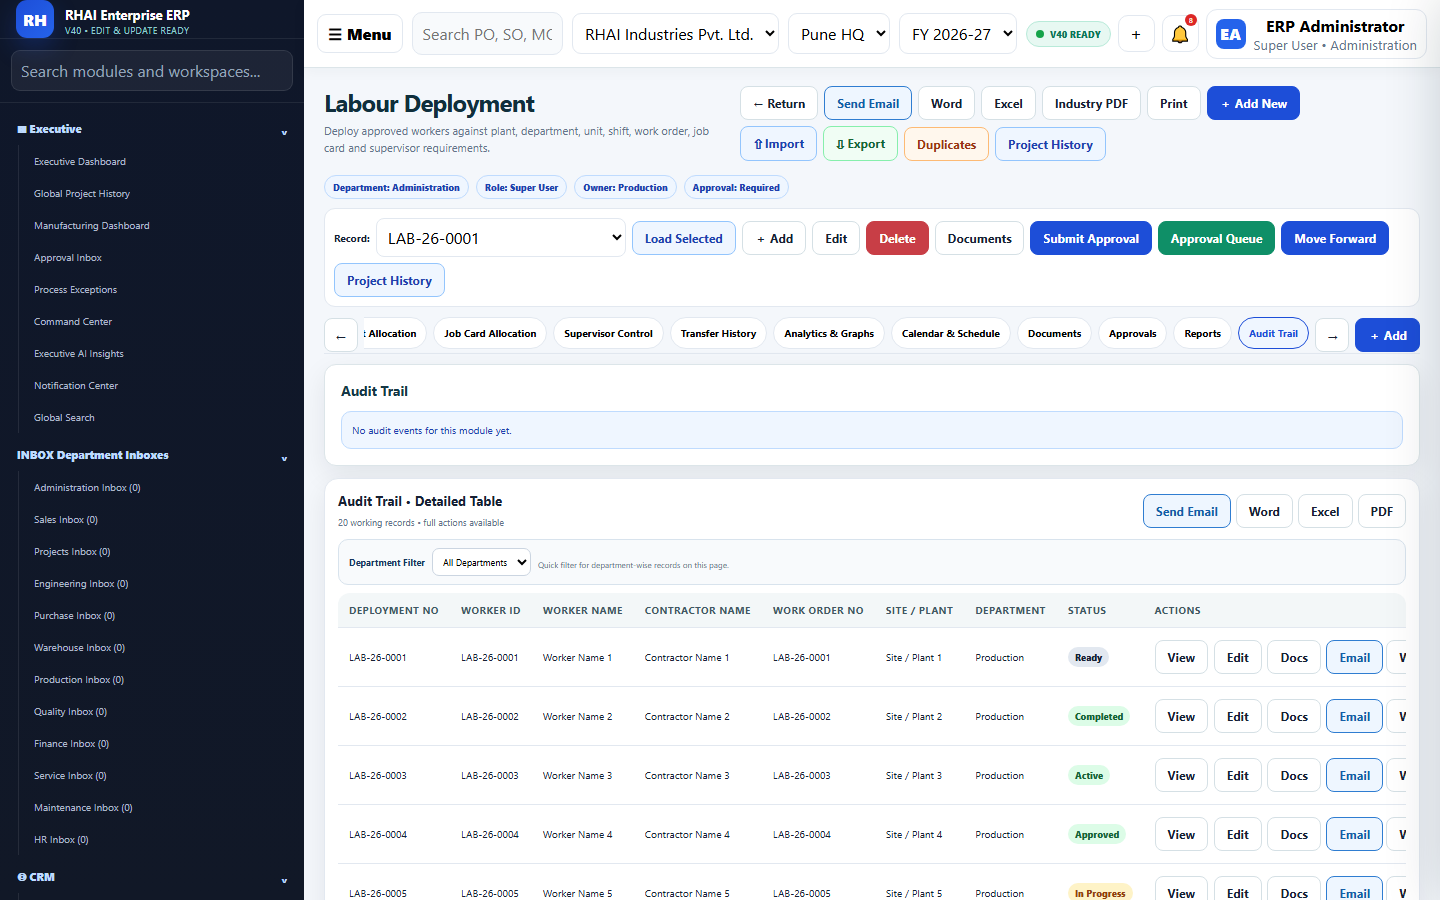 RH
RHAI Enterprise ERP
V40 • EDIT & UPDATE READY
Search modules and workspaces...
Executive
Executive Dashboard
Global Project History
Manufacturing Dashboard
Approval Inbox
Process Exceptions
Command Center
Executive AI Insights
Notification Center
Global Search
INBOX Department Inboxes
Administration Inbox (0)
Sales Inbox (0)
Projects Inbox (0)
Engineering Inbox (0)
Purchase Inbox (0)
Warehouse Inbox (0)
Production Inbox (0)
Quality Inbox (0)
Finance Inbox (0)
Service Inbox (0)
Maintenance Inbox (0)
HR Inbox (0)
CRM
☰ Menu
Search PO, SO, MC
RHAI Industries Pvt. Ltd.
Pune HQ
FY 2026-27
V40 READY
+
8
EA
ERP Administrator
Super User • Administration
Labour Deployment
Deploy approved workers against plant, department, unit, shift, work order, job
card and supervisor requirements.
← Return
Send Email
Word
Excel
Industry PDF
Print
+ Add New
⇧ Import
⇩ Export
Duplicates
Project History
Department: Administration
Role: Super User
Owner: Production
Approval: Required
Record:
LAB-26-0001
Load Selected
+ Add
Edit
Delete
Documents
Submit Approval
Approval Queue
Move Forward
Project History
←
Allocation
Job Card Allocation
Supervisor Control
Transfer History
Analytics & Graphs
Calendar & Schedule
Documents
Approvals
Reports
Audit Trail
→
+ Add
Audit Trail
No audit events for this module yet.
Audit Trail • Detailed Table
20 working records • full actions available
Send Email
Word
Excel
PDF
Department Filter
All Departments
Quick filter for department-wise records on this page.
DEPLOYMENT NO WORKER ID WORKER NAME CONTRACTOR NAME WORK ORDER NO SITE / PLANT DEPARTMENT STATUS ACTIONS
LAB-26-0001 LAB-26-0001 Worker Name 1 Contractor Name 1 LAB-26-0001 Site / Plant 1 Production Ready View Edit Docs Email
LAB-26-0002 LAB-26-0002 Worker Name 2 Contractor Name 2 LAB-26-0002 Site / Plant 2 Production Completed View Edit Docs Email
LAB-26-0003 LAB-26-0003 Worker Name 3 Contractor Name 3 LAB-26-0003 Site / Plant 3 Production Active View Edit Docs Email
LAB-26-0004 LAB-26-0004 Worker Name 4 Contractor Name 4 LAB-26-0004 Site / Plant 4 Production Approved View Edit Docs Email
LAB-26-0005 LAB-26-0005 Worker Name 5 Contractor Name 5 LAB-26-0005 Site / Plant 5 Production In Progress View Edit Docs Email